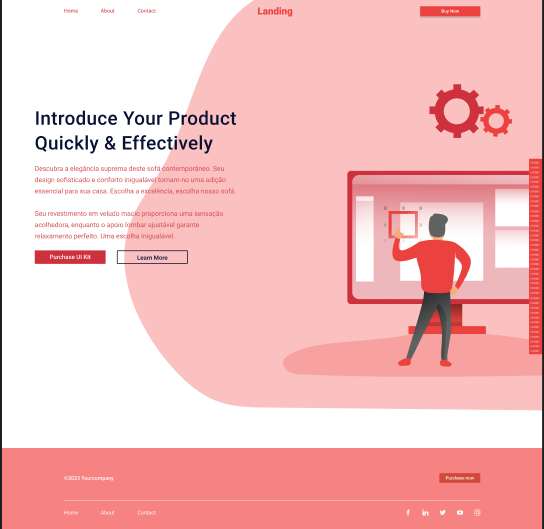 Home About Contact Landing Buy Now
Introduce Your Product
Quickly & Effectively
Descubra a elegância suprema deste sofá contemporâneo. Seu
design sofisticado e conforto inigualável tornam-no uma adição
essencial para sua casa. Escolha a excelência, escolha nosso sofá.
Seu revestimento em veludo macio proporciona uma sensação
acolhedora, enquanto o apoio lombar ajustável garante
relaxamento perfeito. Uma escolha inigualável.
Purchase UI Kit Learn More
©2023 Yourcompany Purchase now
Home About Contact